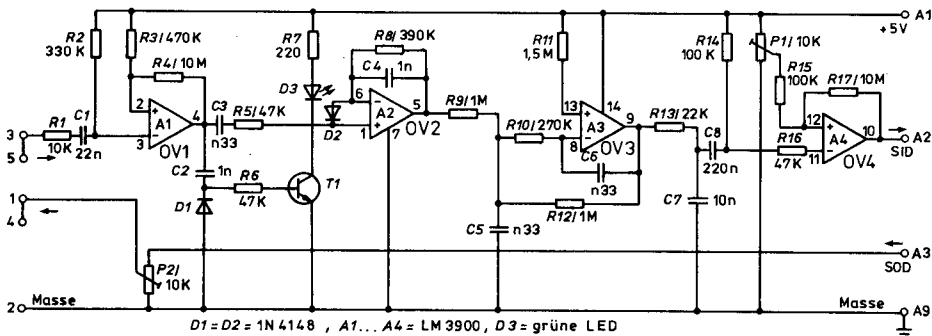 A1
+5V
R2
330 K
R3/470K
R4/10M
2
+
A1
4
−
3
OV1
3
5
R1
10K
C1
22n
C3
n33
R5/47K
C2
1n
D1
R6
47K
T1
R7
220
D3
D2
R8/390K
C4
1n
6
−
A2
5
+
1
7
OV2
R9/1M
R10/270K
R11
1,5M
13
14
+
A3
9
−
8
OV3
C6
n33
R12/1M
C5
n33
R13/22K
C7
10n
C8
220n
R14
100K
P1/10K
R15
100K
R17/10M
12
+
A4
10
−
11
OV4
R16
47K
A2
SID
1
4
P2/
10K
A3
SOD
2
Masse
Masse
A9
D1=D2=1N4148 , A1...A4=LM3900, D3=grüne LED